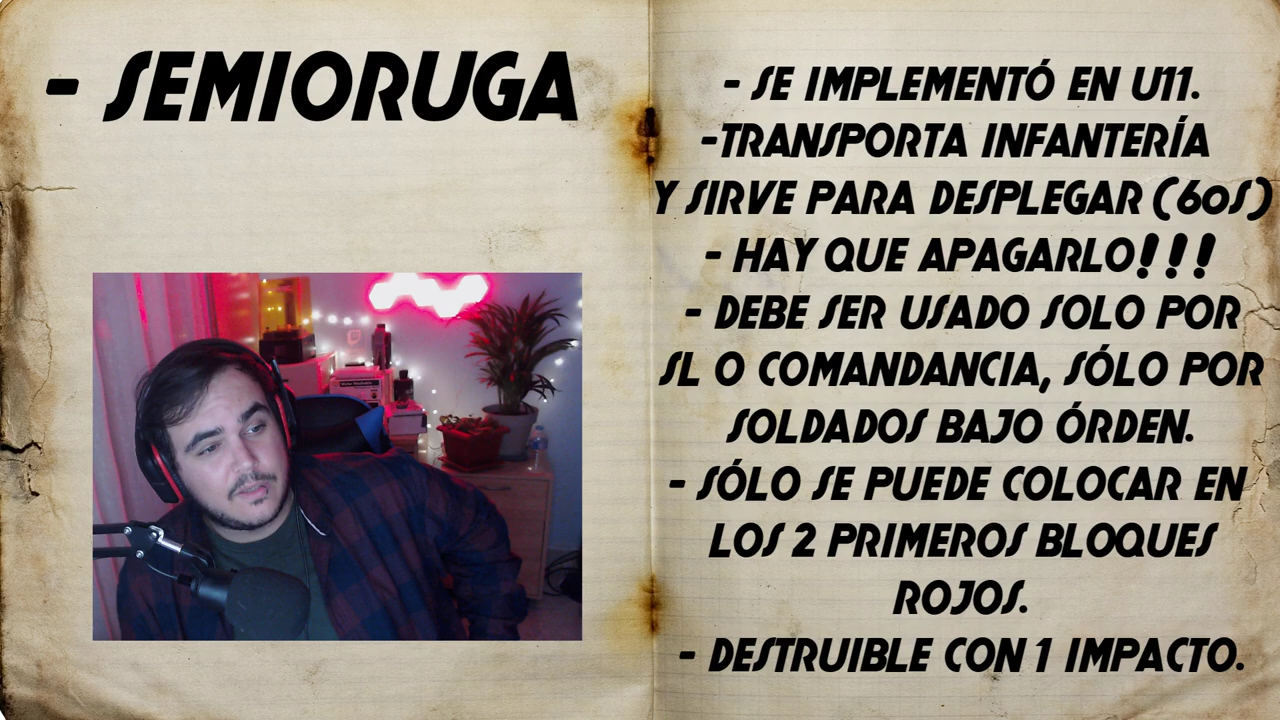 - SEMIORUGA
- SE IMPLEMENTÓ EN U11.
-TRANSPORTA INFANTERÍA
Y SIRVE PARA DESPLEGAR (60S)
- HAY QUE APAGARLO!!!
- DEBE SER USADO SOLO POR
SL O COMANDANCIA, SÓLO POR
SOLDADOS BAJO ÓRDEN.
- SÓLO SE PUEDE COLOCAR EN
LOS 2 PRIMEROS BLOQUES
ROJOS.
- DESTRUIBLE CON 1 IMPACTO.